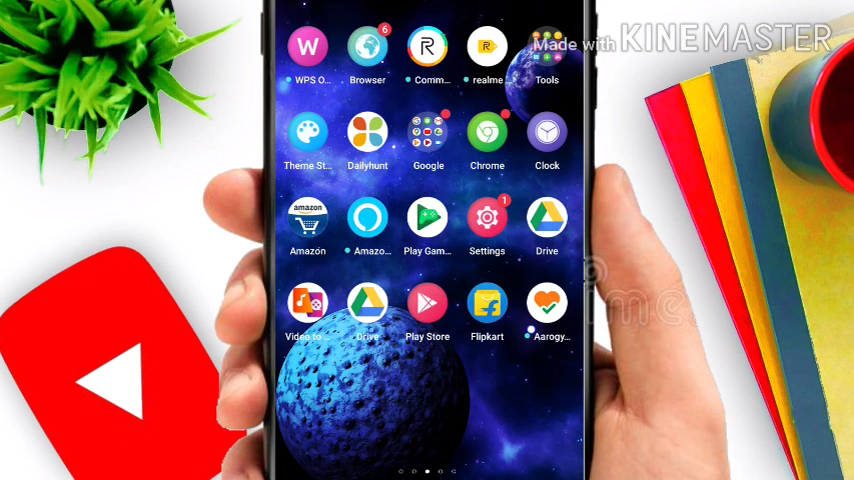 Made with KINEMASTER
W
6
R
WPS O...
Browser
Comm...
realme
Tools
Theme St...
Dailyhunt
Google
Chrome
Clock
amazon
1
Amazon
Amazo...
Play Gam...
Settings
Drive
Video to ...
Drive
Play Store
Flipkart
Aarogy...